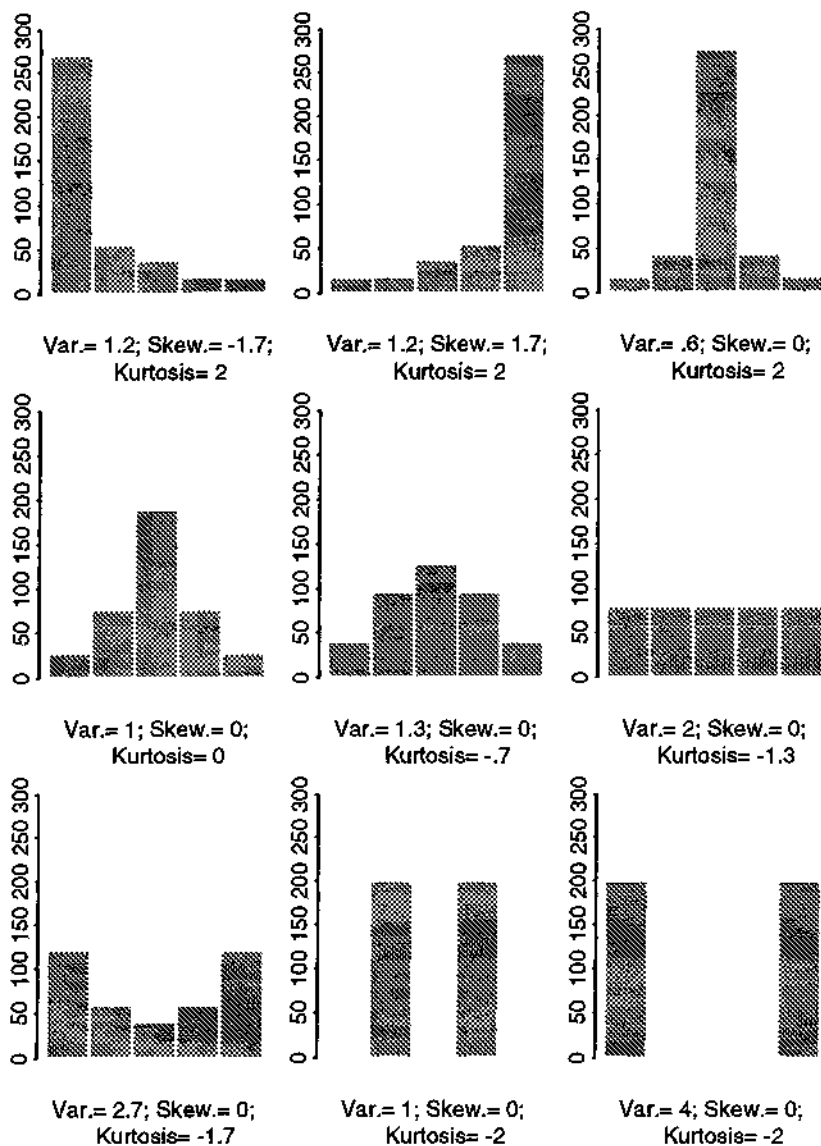 0 50 100 150 200 250 300
0 50 100 150 200 250 300
0 50 100 150 200 250 300
Var.= 1.2; Skew.= -1.7;
Kurtosis= 2
Var.= 1.2; Skew.= 1.7;
Kurtosis= 2
Var.= .6; Skew.= 0;
Kurtosis= 2
0 50 100 150 200 250 300
0 50 100 150 200 250 300
0 50 100 150 200 250 300
Var.= 1; Skew.= 0;
Kurtosis= 0
Var.= 1.3; Skew.= 0;
Kurtosis= -.7
Var.= 2; Skew.= 0;
Kurtosis= -1.3
0 50 100 150 200 250 300
0 50 100 150 200 250 300
0 50 100 150 200 250 300
Var.= 2.7; Skew.= 0;
Kurtosis= -1.7
Var.= 1; Skew.= 0;
Kurtosis= -2
Var.= 4; Skew.= 0;
Kurtosis= -2